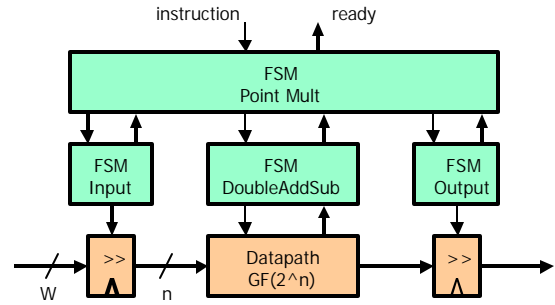 instruction
ready
FSM
Point Mult
FSM
Input
FSM
DoubleAddSub
FSM
Output
>>
Datapath
GF(2^n)
>>
W
n